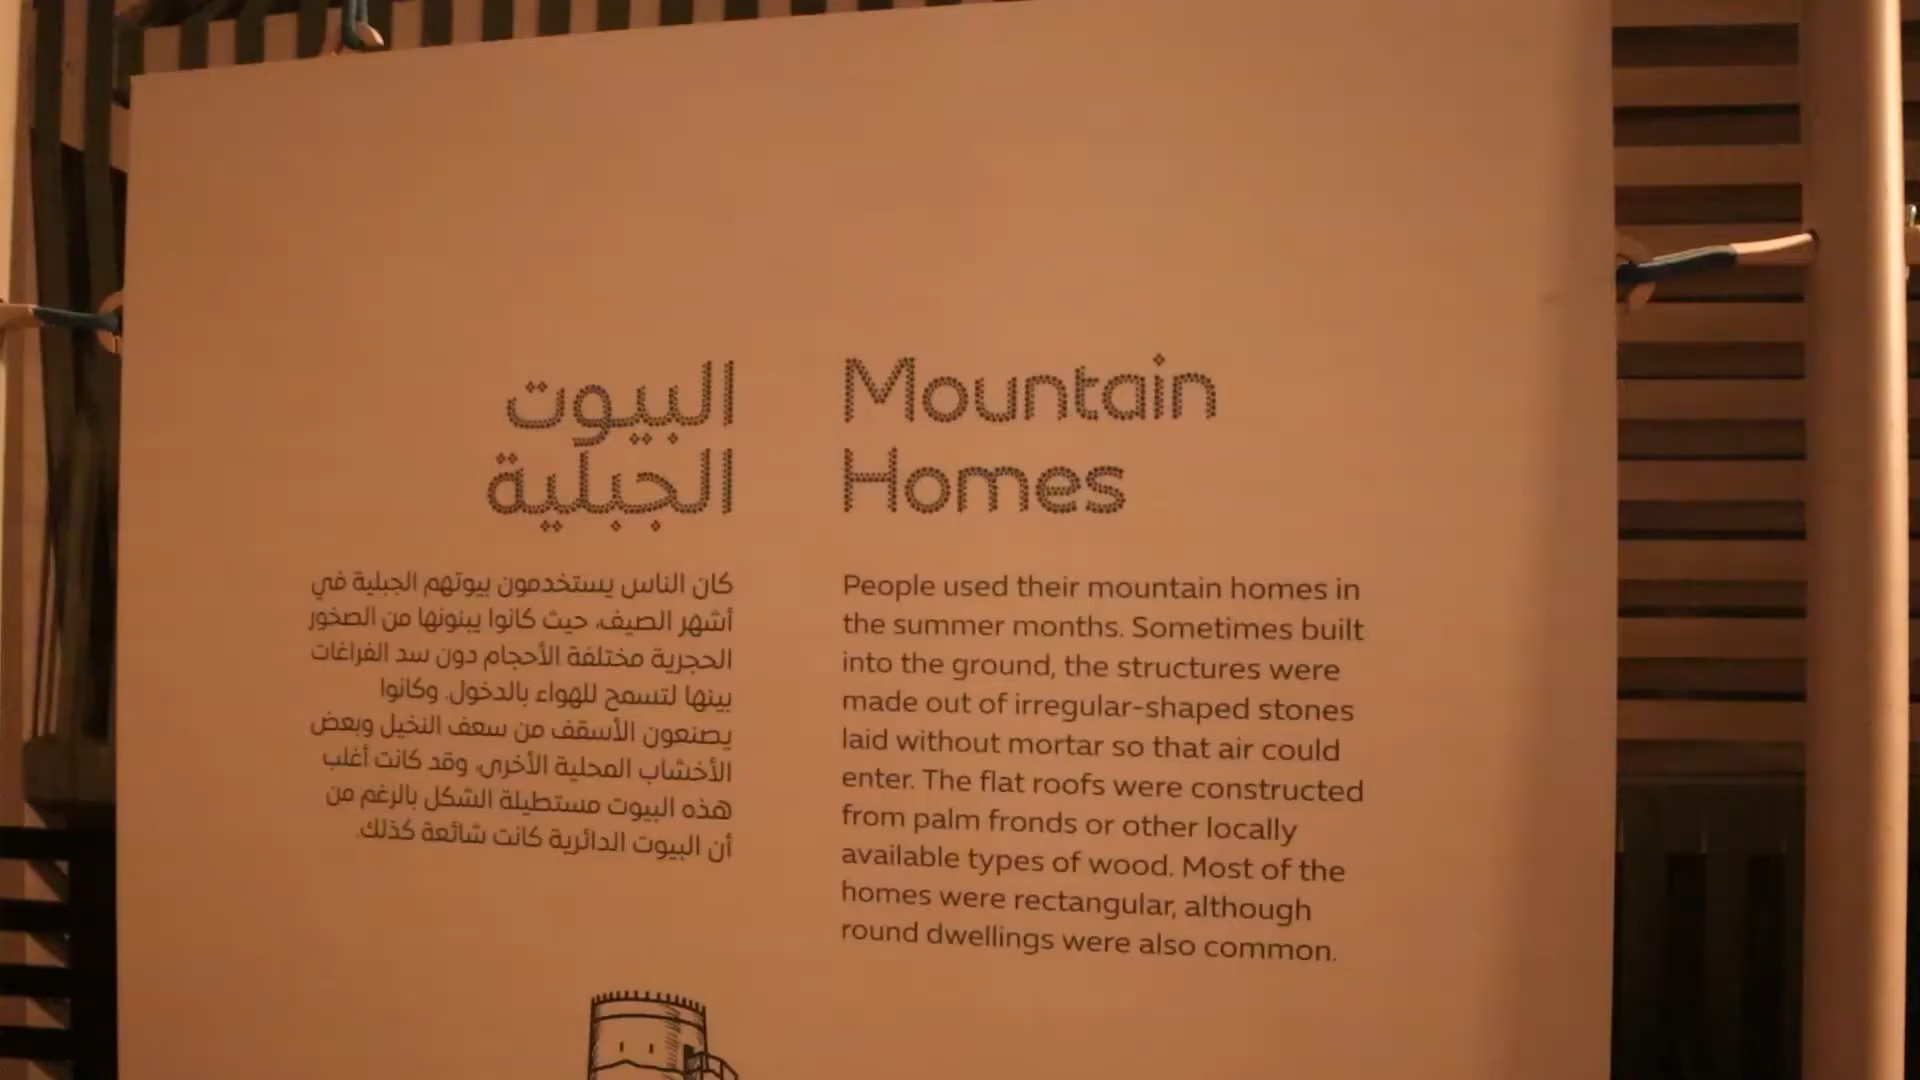 البيوت
الجبلية
كان الناس يستخدمون بيوتهم الجبلية في
أشهر الصيف، حيث كانوا يبنونها من الصخور
الحجرية مختلفة الأحجام دون سد الفراغات
بينها لتسمح للهواء بالدخول. وكانوا
يصنعون الأسقف من سعف النخيل وبعض
الأخشاب المحلية الأخرى، وقد كانت أغلب
هذه البيوت مستطيلة الشكل بالرغم من
أن البيوت الدائرية كانت شائعة كذلك.
Mountain
Homes
People used their mountain homes in
the summer months. Sometimes built
into the ground, the structures were
made out of irregular-shaped stones
laid without mortar so that air could
enter. The flat roofs were constructed
from palm fronds or other locally
available types of wood. Most of the
homes were rectangular, although
round dwellings were also common.